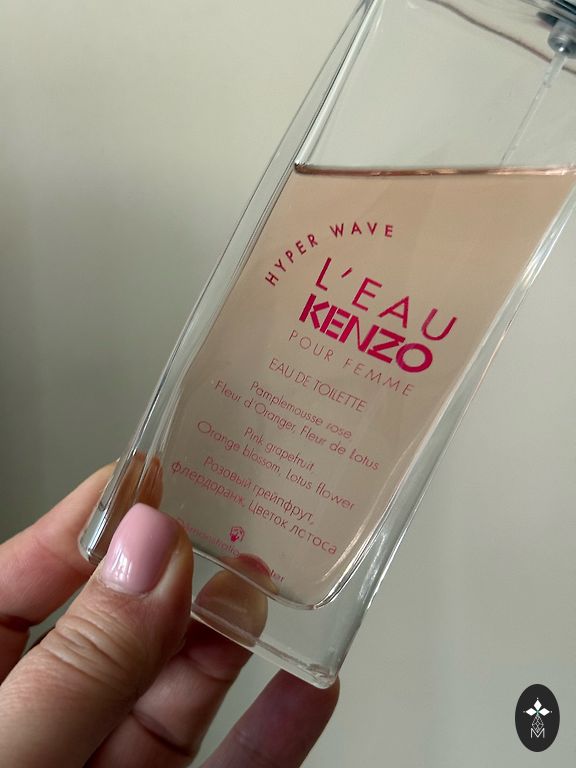 HYPER WAVE
L'EAU
KENZO
POUR FEMME
EAU DE TOILETTE
Pamplemousse rose,
Fleur d'Oranger, Fleur de Lotus
Pink grapefruit,
Orange blossom, Lotus flower
Розовый грейпфрут,
Флердоранж, Цветок лотоса
M